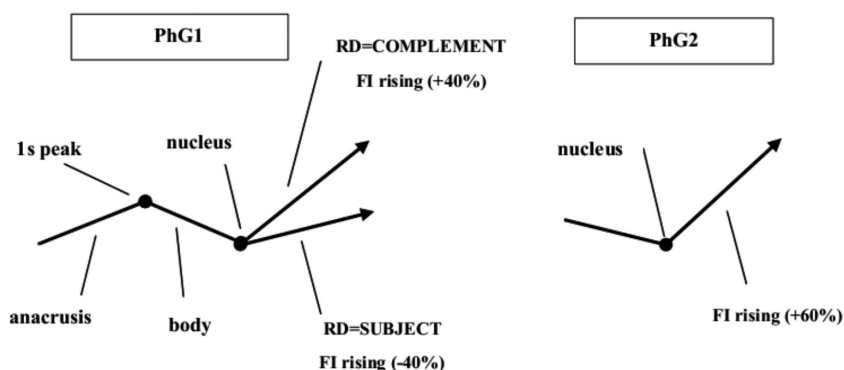 PhG1
RD=COMPLEMENT
FI rising (+40%)
1s peak
nucleus
anacrusis
body
RD=SUBJECT
FI rising (-40%)
PhG2
nucleus
FI rising (+60%)